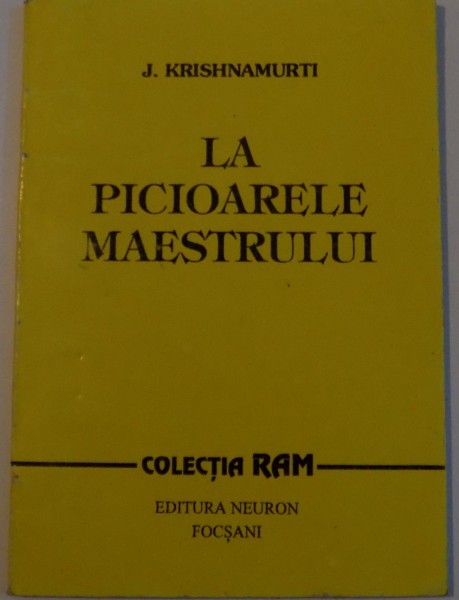 J. KRISHNAMURTI
LA
PICIOARELE
MAESTRULUI
COLECȚIA RAM
EDITURA NEURON
FOCȘANI